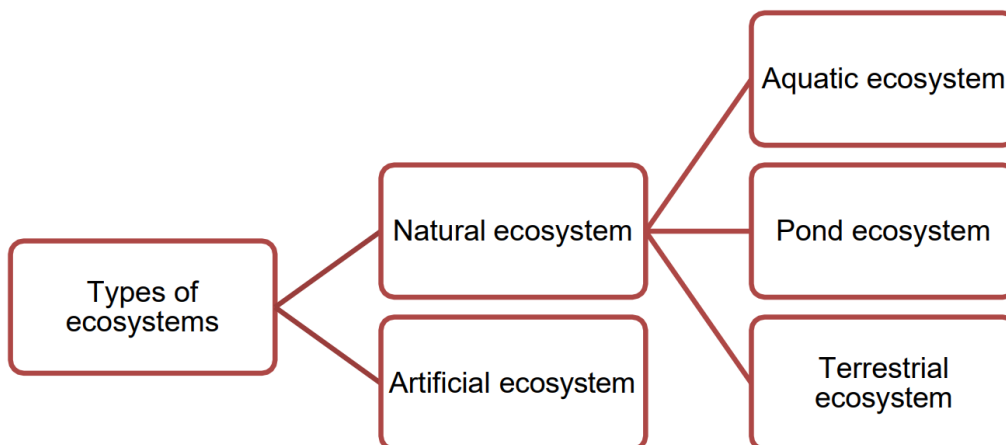 Types of
ecosystems
Natural ecosystem
Artificial ecosystem
Aquatic ecosystem
Pond ecosystem
Terrestrial
ecosystem